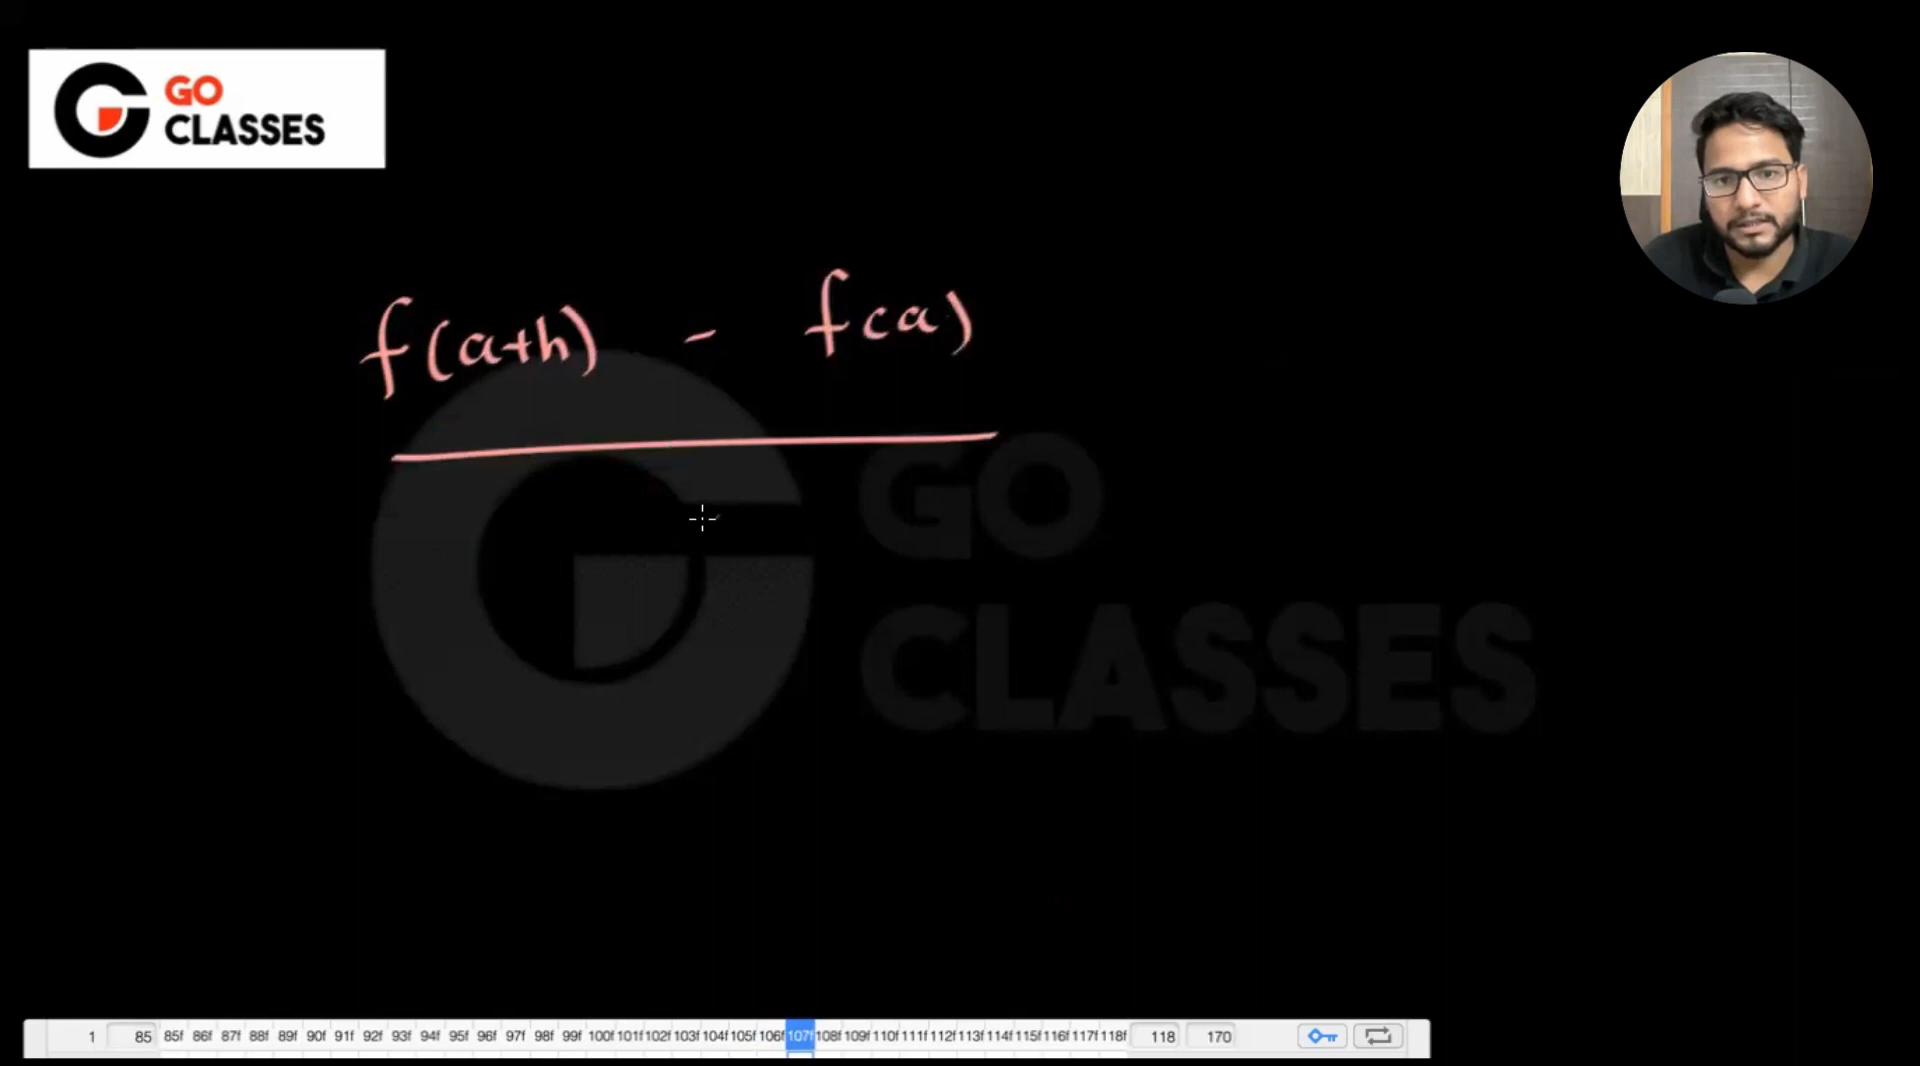 GO
CLASSES
f(a+h) - f(a)
GO
CLASSES
1 85 85f 86f 87f 88f 89f 90f 91f 92f 93f 94f 95f 96f 97f 98f 99f 100f 101f 102f 103f 104f 105f 106f 107f 108f 109f 110f 111f 112f 113f 114f 115f 116f 117f 118f 118 170